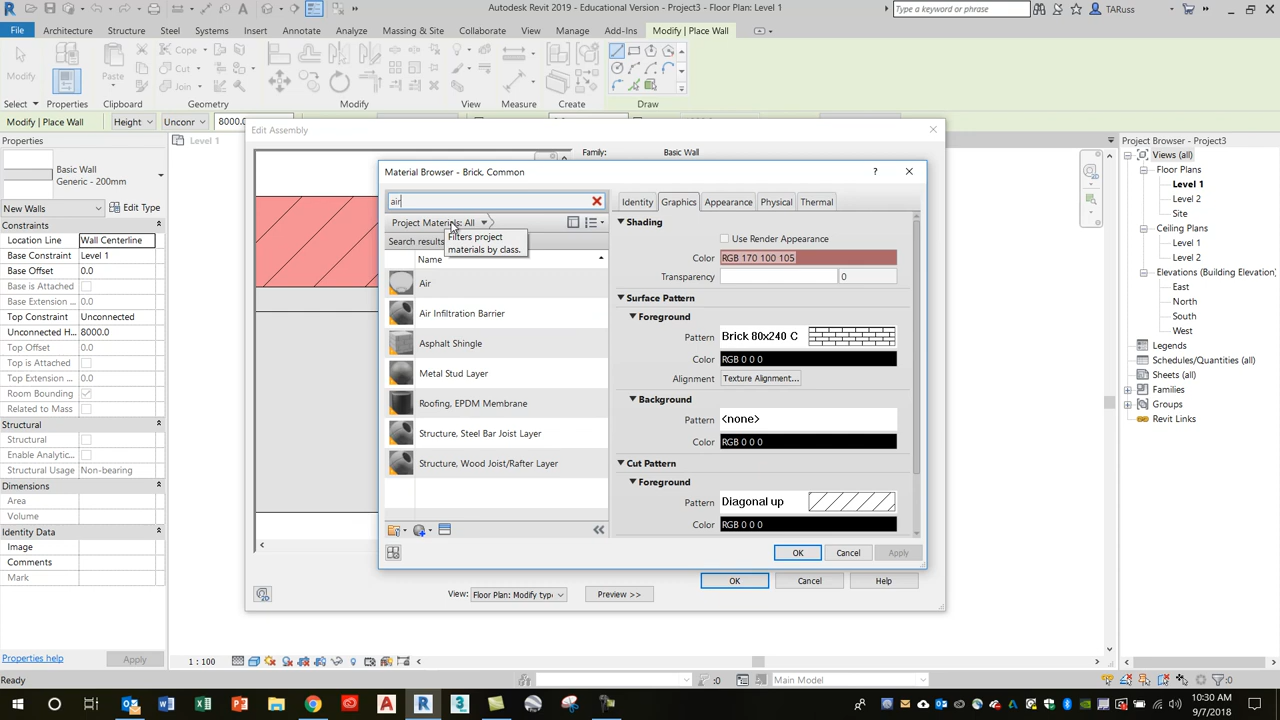 Autodesk Revit 2019 - Educational Version - Floor Plan: Level 1
Type a keyword or phrase
TARuss
File Architecture Structure Steel Systems Insert Annotate Analyze Massing & Site Collaborate View Manage Add-Ins Modify | Place Wall
Modify
Paste
Cope
Cut
Join
Select Properties Clipboard Geometry Modify View Measure Create Draw
Modify | Place Wall Height Unconr 8000.0
Properties
Basic Wall
Generic - 200mm
New Walls
Edit Type
Constraints
Location Line Wall Centerline
Base Constraint Level 1
Base Offset 0.0
Base is Attached
Base Extension 0.0
Top Constraint Unconnected
Unconnected H... 8000.0
Top Offset 0.0
Top is Attached
Top Extension 0.0
Room Bounding
Related to Mass
Structural
Structural
Enable Analytic...
Structural Usage Non-bearing
Dimensions
Area
Volume
Identity Data
Image
Comments
Mark
Properties help
Apply
Level 1
Edit Assembly
Family: Basic Wall
Material Browser - Brick, Common
?
air
Project Materials: All
Filters project
materials by class.
Search results
Name
Air
Air Infiltration Barrier
Asphalt Shingle
Metal Stud Layer
Roofing, EPDM Membrane
Structure, Steel Bar Joist Layer
Structure, Wood Joist/Rafter Layer
Identity Graphics Appearance Physical Thermal
Shading
Use Render Appearance
Color RGB 170 100 105
Transparency 0
Surface Pattern
Foreground
Pattern Brick 80x240 C
Color RGB 0 0 0
Alignment Texture Alignment...
Background
Pattern <none>
Color RGB 0 0 0
Cut Pattern
Foreground
Pattern Diagonal up
Color RGB 0 0 0
OK Cancel Apply
OK Cancel Help
View: Floor Plan: Modify type Preview >>
Project Browser - Project3
Views (all)
Floor Plans
Level 1
Level 2
Site
Ceiling Plans
Level 1
Level 2
Elevations (Building Elevation)
East
North
South
West
Legends
Schedules/Quantities (all)
Sheets (all)
Families
Groups
Revit Links
1 : 100
Ready
:0
Main Model
:0
10:30 AM
9/7/2018